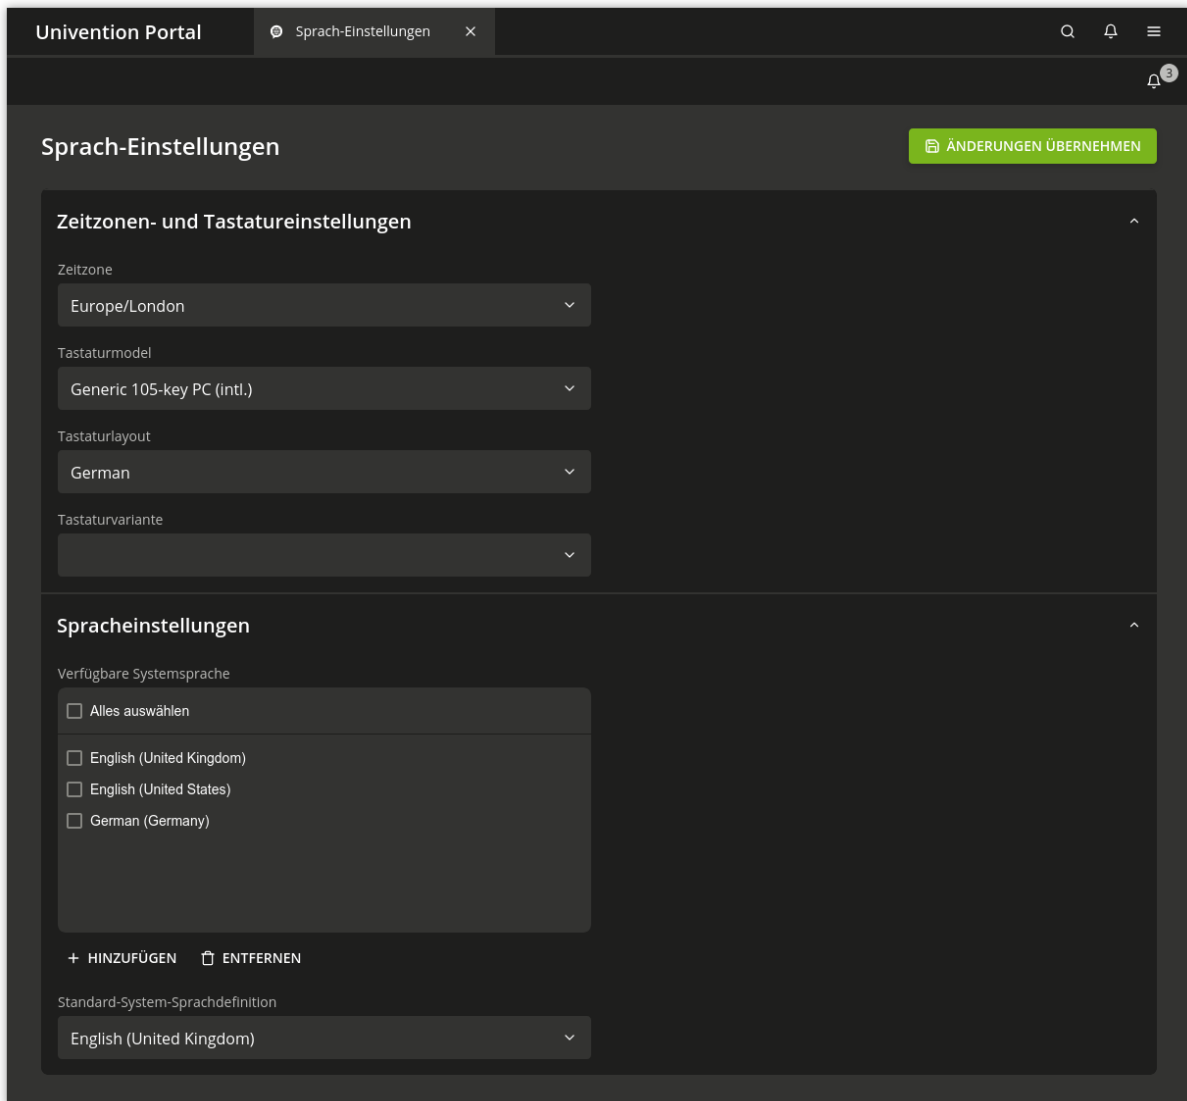 Univention Portal
Sprach-Einstellungen
3
Sprach-Einstellungen
ÄNDERUNGEN ÜBERNEHMEN
Zeitzonen- und Tastatureinstellungen
Zeitzone
Europe/London
Tastaturmodel
Generic 105-key PC (intl.)
Tastaturlayout
German
Tastaturvariante
Spracheinstellungen
Verfügbare Systemsprache
Alles auswählen
English (United Kingdom)
English (United States)
German (Germany)
HINZUFÜGEN
ENTFERNEN
Standard-System-Sprachdefinition
English (United Kingdom)